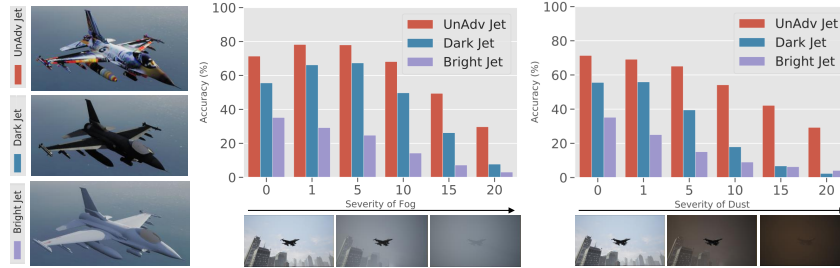 UnAdv Jet
Dark Jet
Bright Jet
100
80
60
40
20
0
Accuracy (%)
UnAdv Jet
Dark Jet
Bright Jet
0 1 5 10 15 20
Severity of Fog
100
80
60
40
20
0
Accuracy (%)
UnAdv Jet
Dark Jet
Bright Jet
0 1 5 10 15 20
Severity of Dust